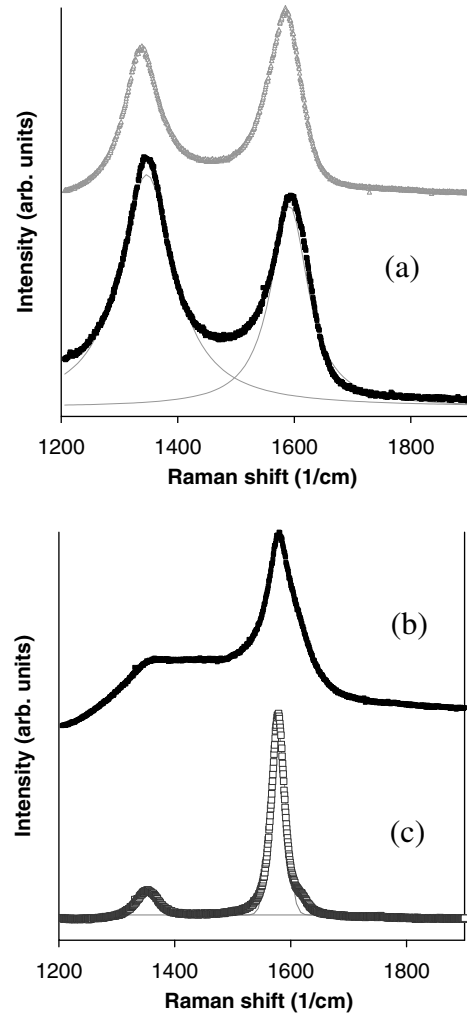 Intensity (arb. units)
(a)
1200 1400 1600 1800
Raman shift (1/cm)
Intensity (arb. units)
(b)
(c)
1200 1400 1600 1800
Raman shift (1/cm)